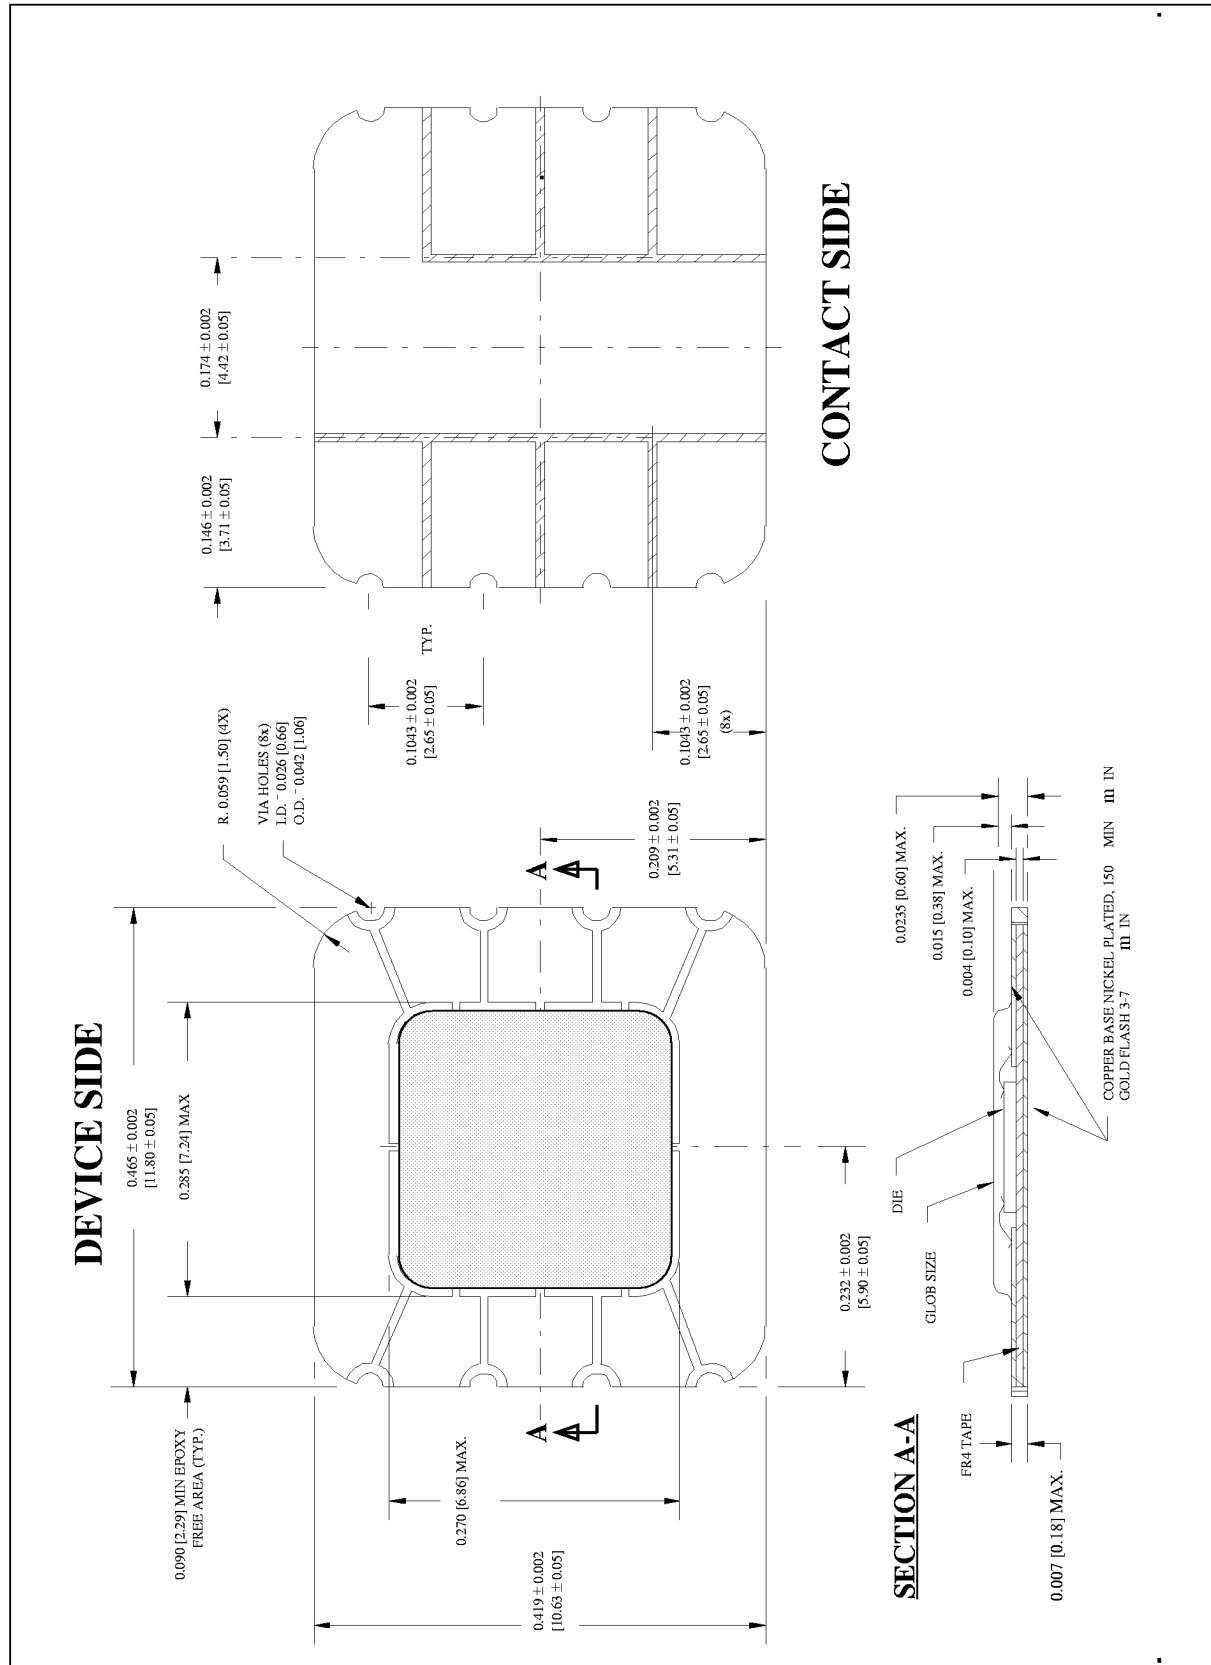 DEVICE SIDE
0.465 ± 0.002
[11.80 ± 0.05]
0.285 [7.24] MAX
0.090 [2.29] MIN EPOXY
FREE AREA (TYP.)
R. 0.059 [1.50] (4X)
VIA HOLES (8x)
I.D. - 0.026 [0.66]
O.D. - 0.042 [1.06]
A
A
0.270 [6.86] MAX.
0.419 ± 0.002
[10.63 ± 0.05]
0.232 ± 0.002
[5.90 ± 0.05]
0.209 ± 0.002
[5.31 ± 0.05]
0.146 ± 0.002
[3.71 ± 0.05]
0.174 ± 0.002
[4.42 ± 0.05]
TYP.
0.1043 ± 0.002
[2.65 ± 0.05]
0.1043 ± 0.002
[2.65 ± 0.05]
(8x)
CONTACT SIDE
SECTION A-A
FR4 TAPE
GLOB SIZE
DIE
0.007 [0.18] MAX.
0.0235 [0.60] MAX.
0.015 [0.38] MAX.
0.004 [0.10] MAX.
COPPER BASE NICKEL PLATED, 150 MIN m IN
GOLD FLASH 3-7 m IN